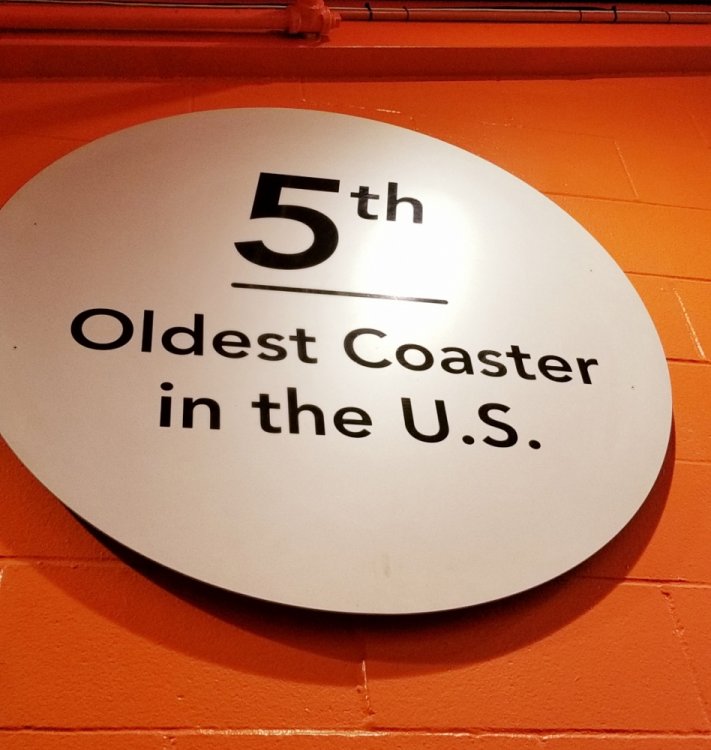 5th
Oldest Coaster
in the U.S.